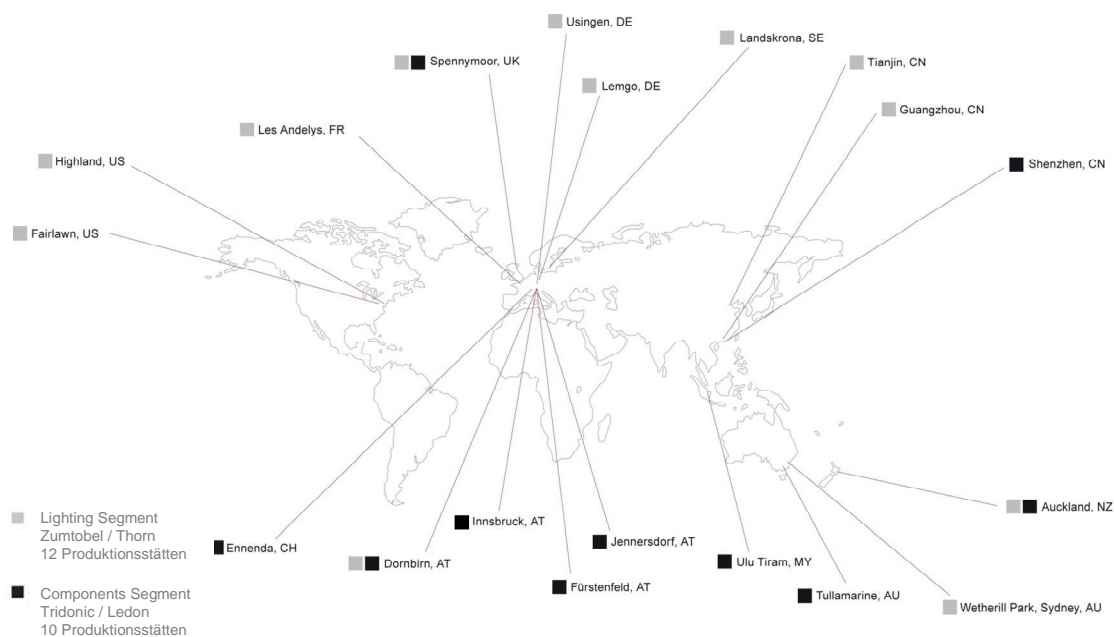 Usingen, DE
Landskrona, SE
Spennymoor, UK
Tianjin, CN
Lemgo, DE
Guangzhou, CN
Les Andelys, FR
Highland, US
Shenzhen, CN
Fairlawn, US
Auckland, NZ
Innsbruck, AT
Jennersdorf, AT
Ennenda, CH
Dornbirn, AT
Ulu Tiram, MY
Fürstenfeld, AT
Tullamarine, AU
Wetherill Park, Sydney, AU
Lighting Segment
Zumtobel / Thorn
12 Produktionsstätten
Components Segment
Tridonic / Ledon
10 Produktionsstätten